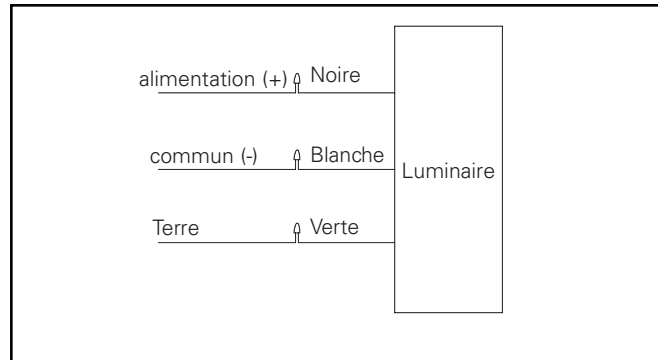 alimentation (+) Noire
commun (-) Blanche
Luminaire
Terre Verte